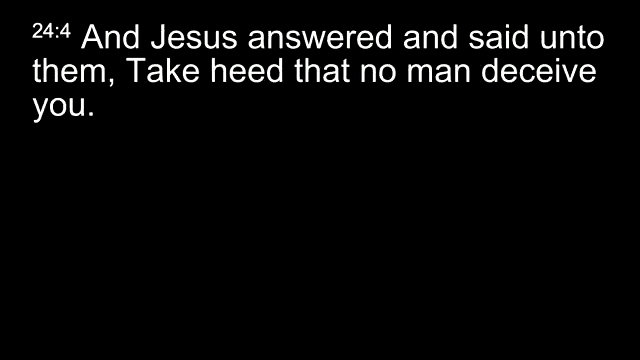 24:4 And Jesus answered and said unto
them, Take heed that no man deceive
you.